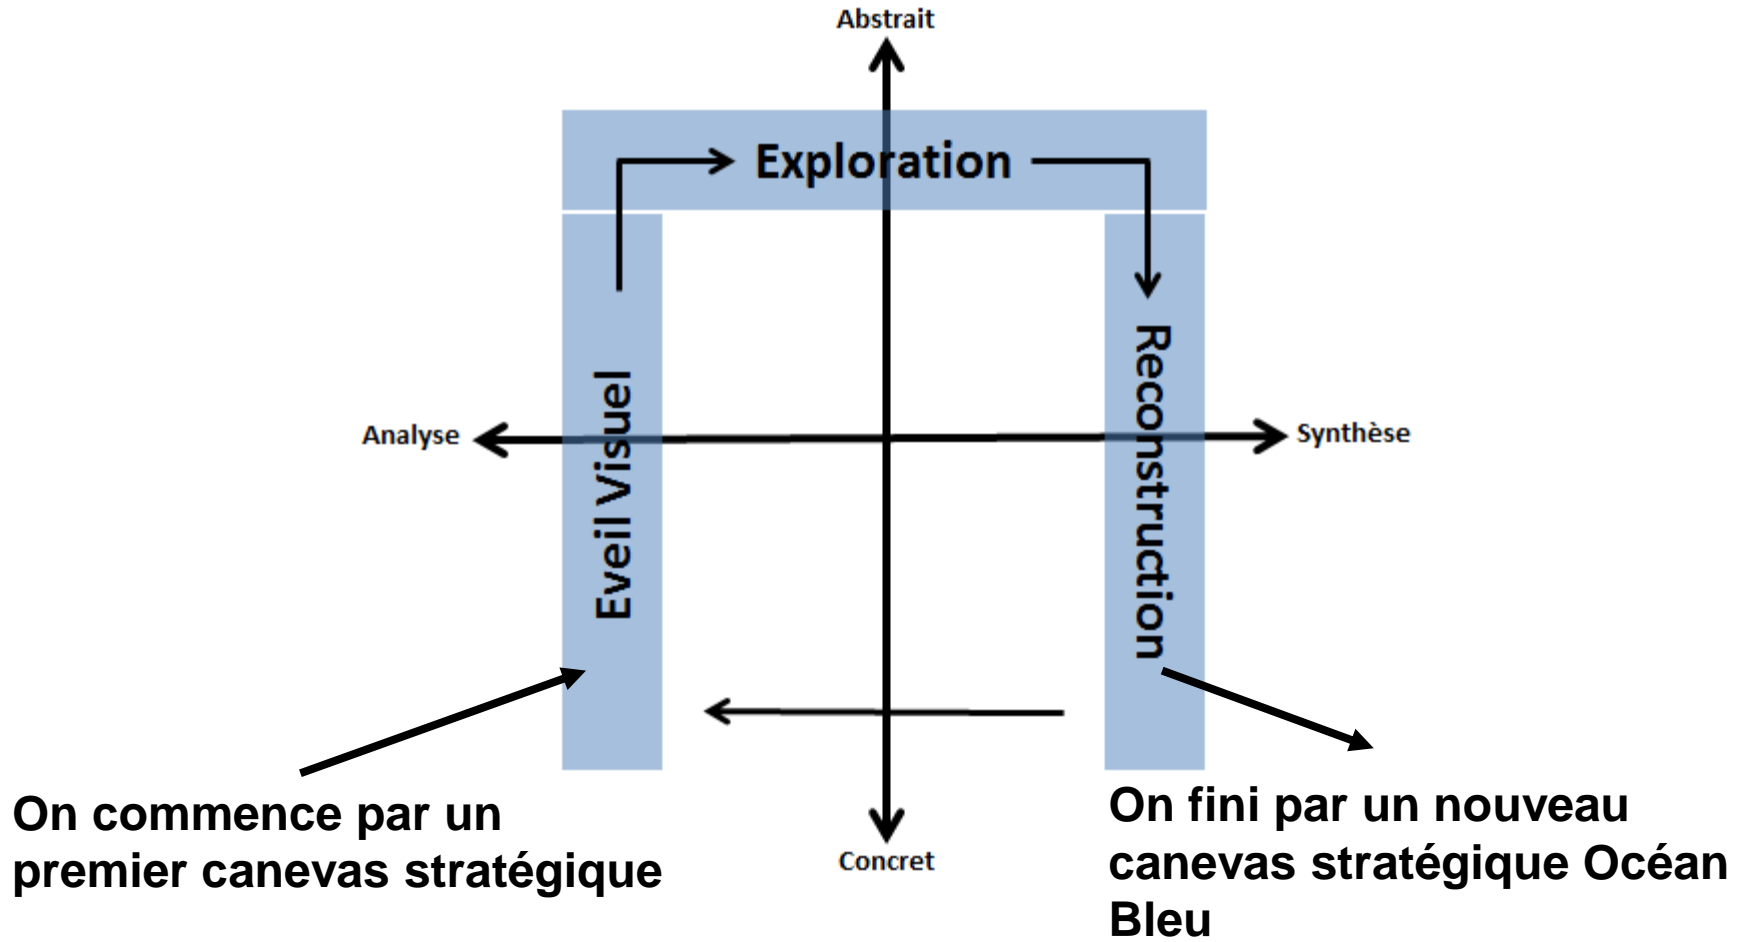 Abstrait
Exploration
Eveil Visuel
Reconstruction
Analyse
Synthèse
Concret
On commence par un
premier canevas stratégique
On fini par un nouveau
canevas stratégique Océan
Bleu